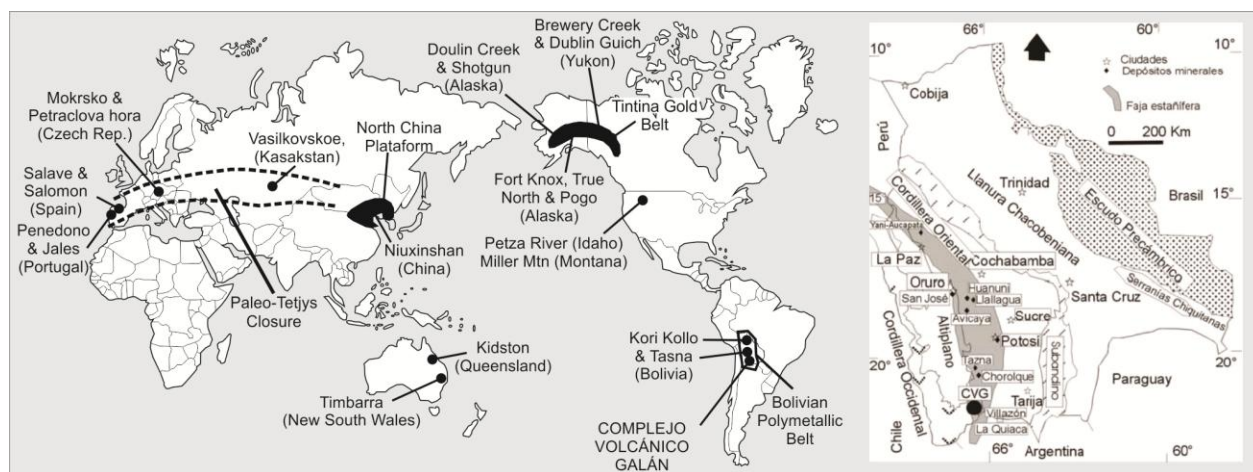 Mokrsko &
Petraclova hora
(Czech Rep.)
Salave &
Salomon
(Spain)
Penedono
& Jales
(Portugal)
Vasilkovskoe,
(Kasakstan)
North China
Plataform
Niuxinshan
(China)
Paleo-Tetjys
Closure
Kidston
(Queensland)
Timbarra
(New South Wales)
Doulin Creek
& Shotgun
(Alaska)
Brewery Creek
& Dublin Guich
(Yukon)
Tintina Gold
Belt
Fort Knox, True
North & Pogo
(Alaska)
Petza River (Idaho)
Miller Mtn (Montana)
Kori Kollo
& Tasna
(Bolivia)
Bolivian
Polymetallic
Belt
COMPLEJO
VOLCÁNICO
GALÁN
66°
60°
10°
10°
Ciudades
Depósitos minerales
Faja estañífera
0 200 Km
Cobija
Perú
Trinidad
Brasil
Llanura Chacobeniana
Escudo Precámbrico
15
15°
Cordillera Oriental
Yani-Aucapata
La Paz
Cochabamba
Serranías Chiquitanas
Oruro
Huanuni
San José
Llallagua
Santa Cruz
Avicaya
Sucre
Altiplano
Potosí
Cordillera Occidental
20°
20°
Tazna
Chorolque
Subandino
Paraguay
CVG
Tarija
Villazón
La Quiaca
Chile
66°
Argentina
60°